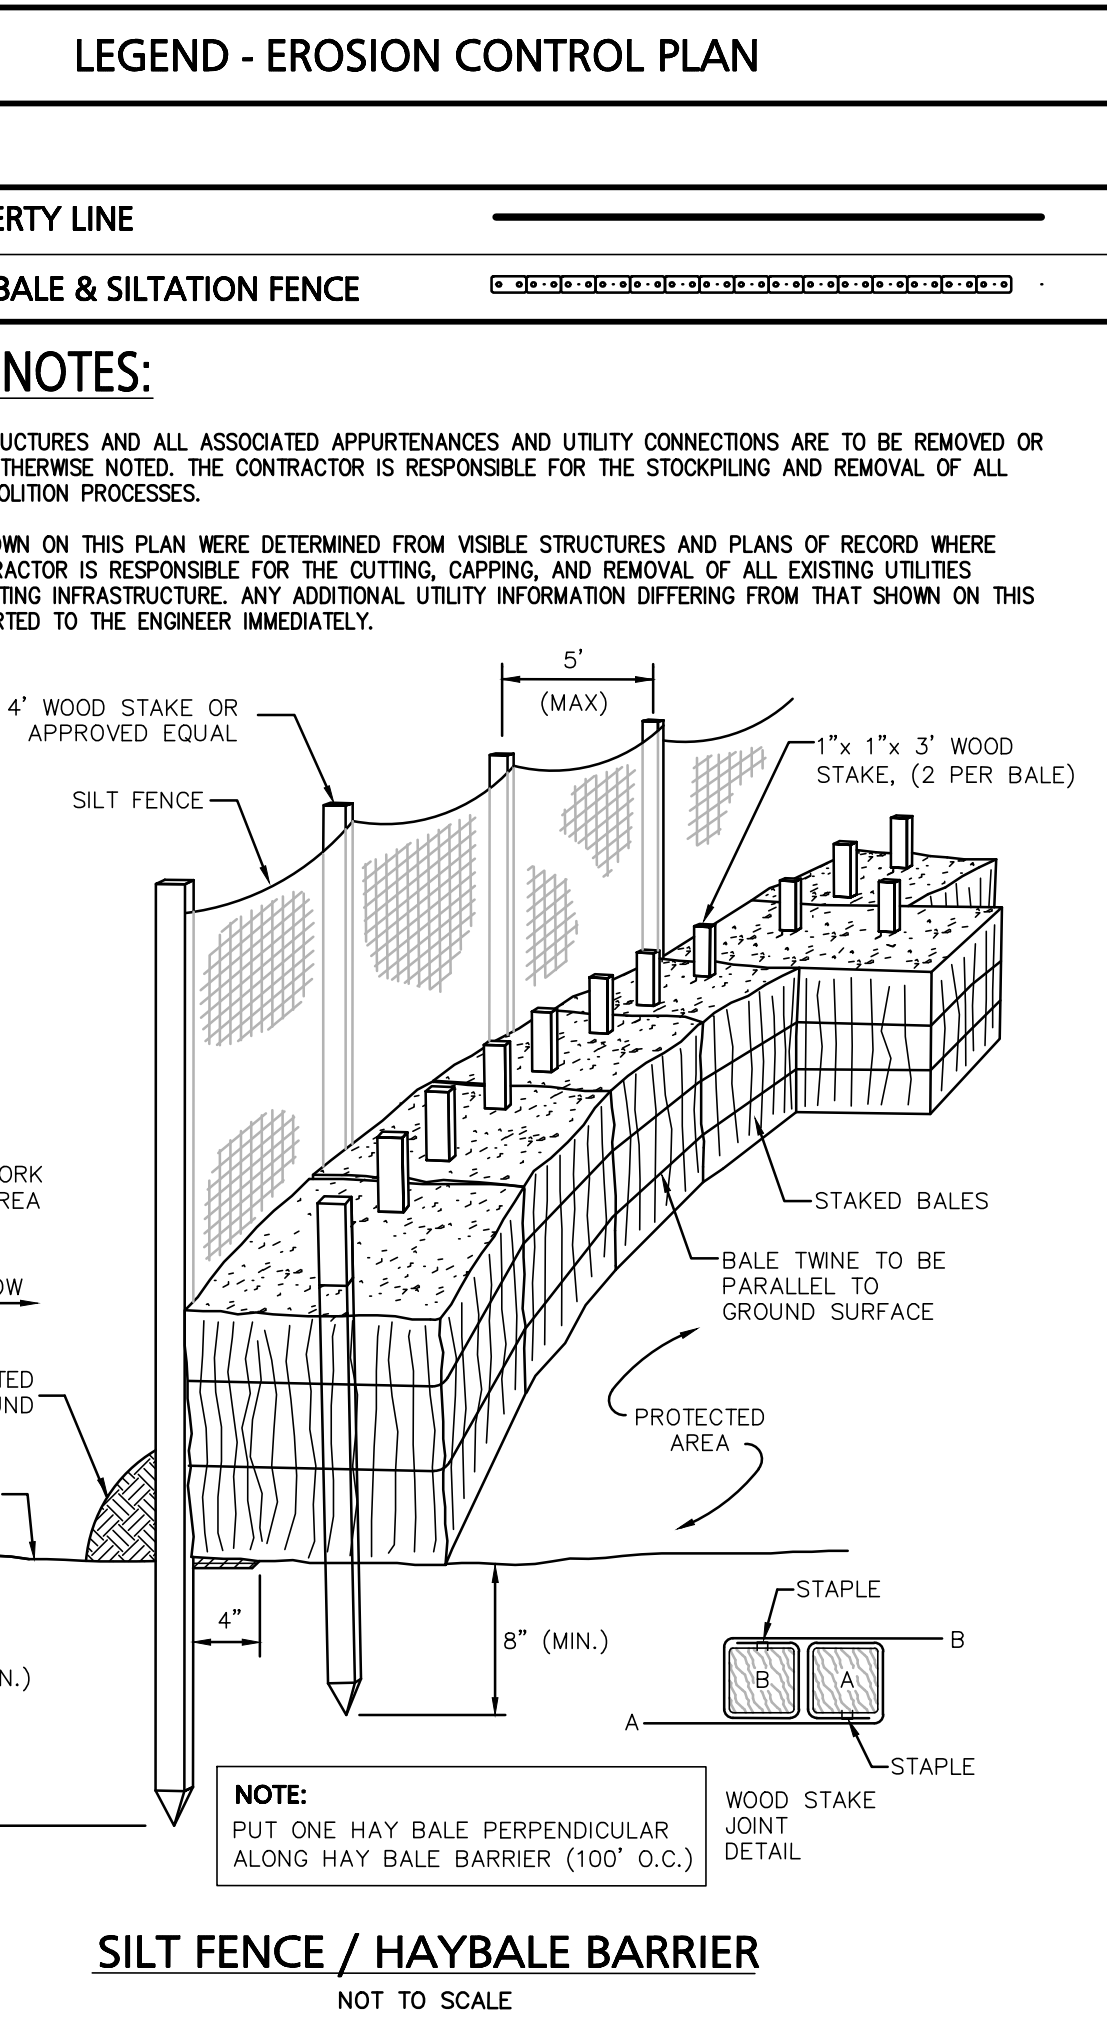 LEGEND - EROSION CONTROL PLAN
ERTY LINE
BALE & SILTATION FENCE
NOTES:
UCTURES AND ALL ASSOCIATED APPURTENANCES AND UTILITY CONNECTIONS ARE TO BE REMOVED OR
THERWISE NOTED. THE CONTRACTOR IS RESPONSIBLE FOR THE STOCKPILING AND REMOVAL OF ALL
OLITION PROCESSES.
OWN ON THIS PLAN WERE DETERMINED FROM VISIBLE STRUCTURES AND PLANS OF RECORD WHERE
RACTOR IS RESPONSIBLE FOR THE CUTTING, CAPPING, AND REMOVAL OF ALL EXISTING UTILITIES
TING INFRASTRUCTURE. ANY ADDITIONAL UTILITY INFORMATION DIFFERING FROM THAT SHOWN ON THIS
RTED TO THE ENGINEER IMMEDIATELY.
5'
(MAX)
4' WOOD STAKE OR
APPROVED EQUAL
1"x 1"x 3' WOOD
STAKE, (2 PER BALE)
SILT FENCE
ORK
REA
STAKED BALES
BALE TWINE TO BE
PARALLEL TO
GROUND SURFACE
OW
TED
UND
PROTECTED
AREA
4"
8" (MIN.)
N.)
STAPLE
B
B
A
A
STAPLE
WOOD STAKE
JOINT
DETAIL
NOTE:
PUT ONE HAY BALE PERPENDICULAR
ALONG HAY BALE BARRIER (100' O.C.)
SILT FENCE / HAYBALE BARRIER
NOT TO SCALE